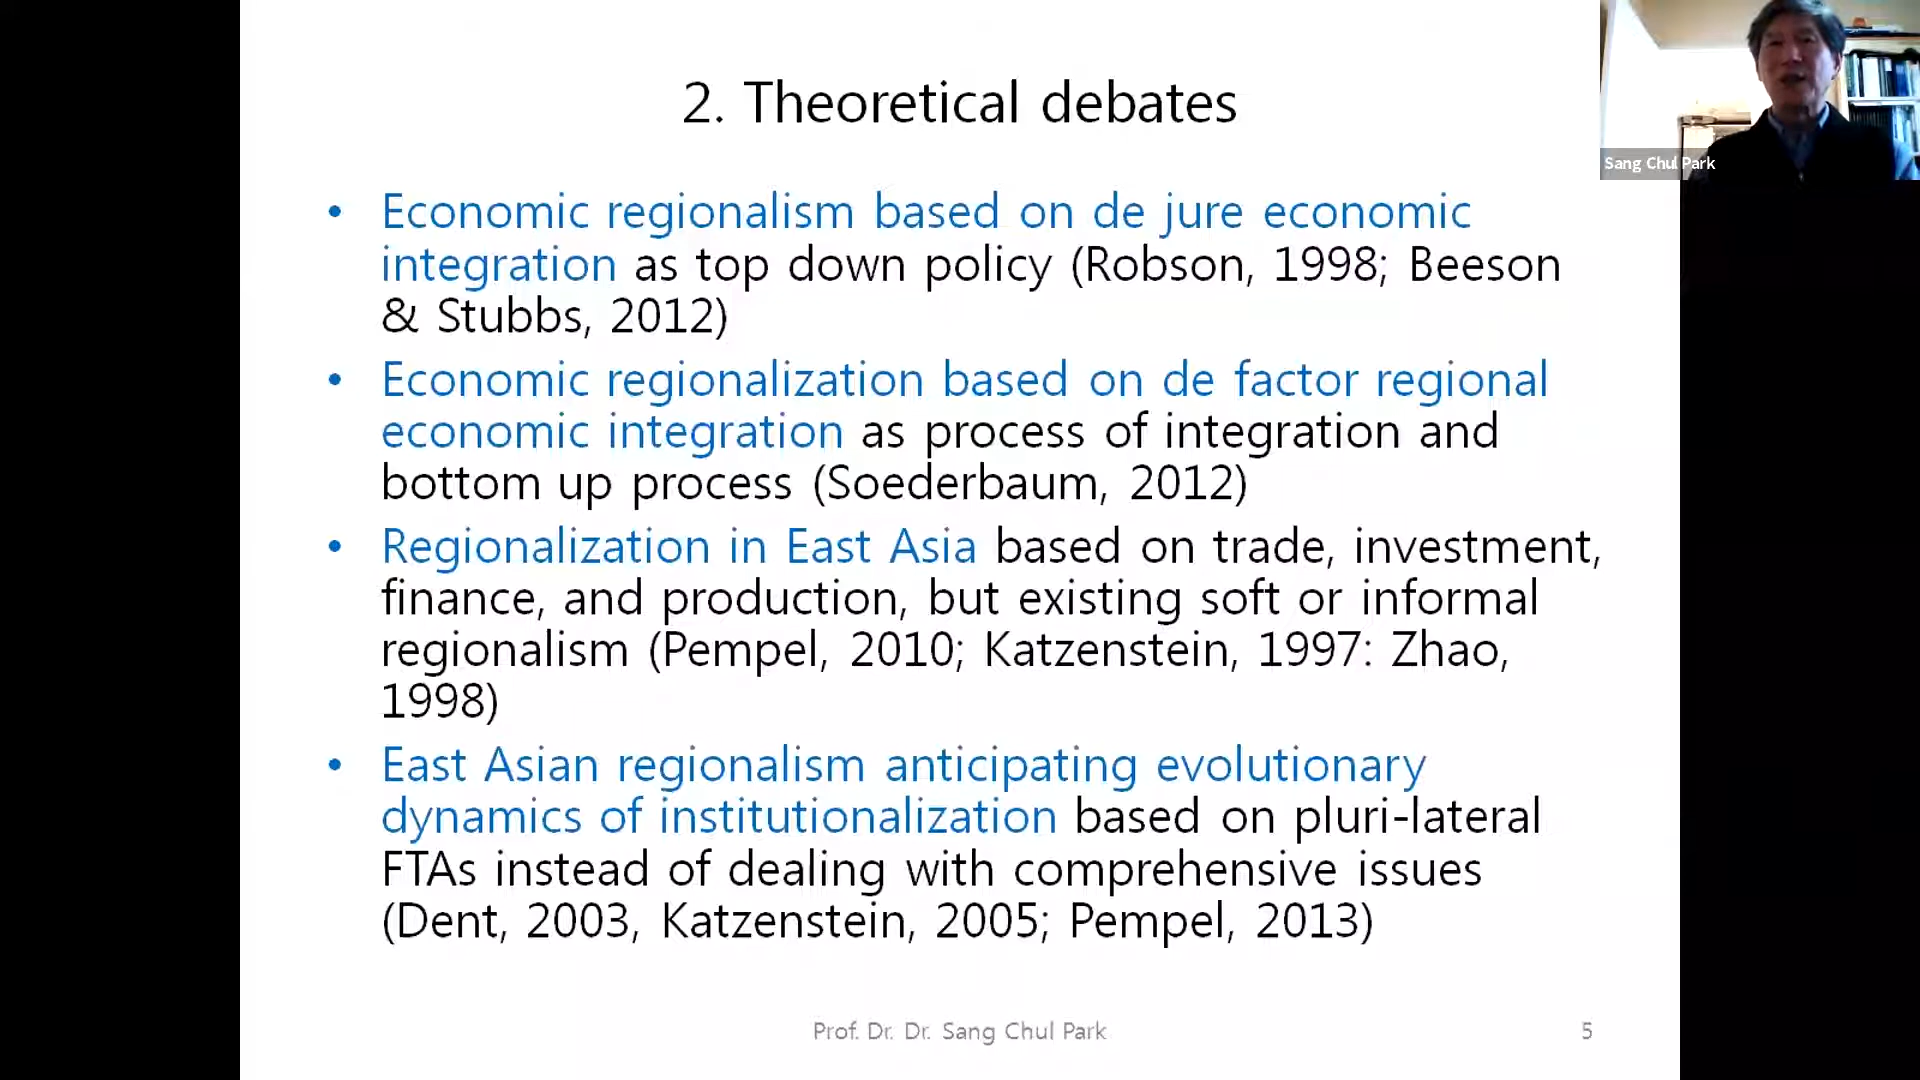 2. Theoretical debates
Sang Chul Park
• Economic regionalism based on de jure economic
integration as top down policy (Robson, 1998; Beeson
& Stubbs, 2012)
• Economic regionalization based on de factor regional
economic integration as process of integration and
bottom up process (Soederbaum, 2012)
• Regionalization in East Asia based on trade, investment,
finance, and production, but existing soft or informal
regionalism (Pempel, 2010; Katzenstein, 1997: Zhao,
1998)
• East Asian regionalism anticipating evolutionary
dynamics of institutionalization based on pluri-lateral
FTAs instead of dealing with comprehensive issues
(Dent, 2003, Katzenstein, 2005; Pempel, 2013)
Prof. Dr. Dr. Sang Chul Park
5